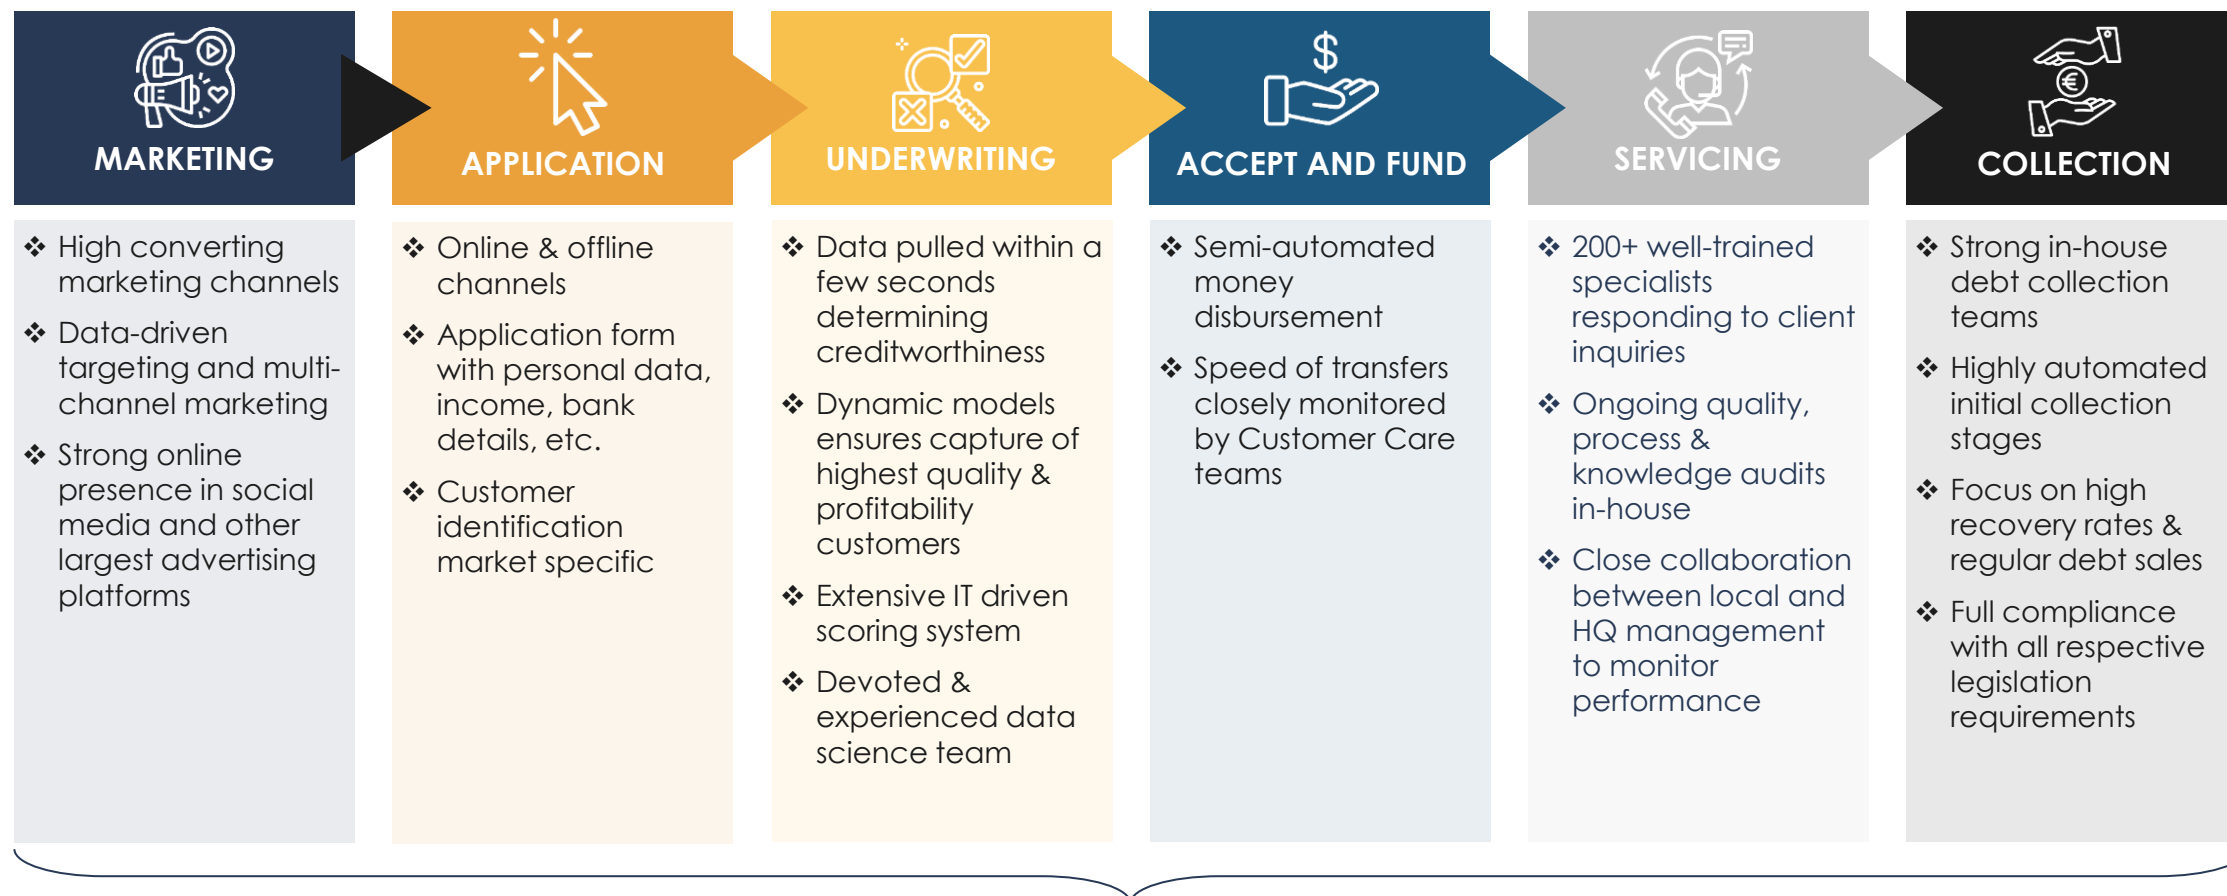 MARKETING
❖ High converting
marketing channels
❖ Data-driven
targeting and multi-
channel marketing
❖ Strong online
presence in social
media and other
largest advertising
platforms
APPLICATION
❖ Online & offline
channels
❖ Application form
with personal data,
income, bank
details, etc.
❖ Customer
identification
market specific
UNDERWRITING
❖ Data pulled within a
few seconds
determining
creditworthiness
❖ Dynamic models
ensures capture of
highest quality &
profitability
customers
❖ Extensive IT driven
scoring system
❖ Devoted &
experienced data
science team
$
ACCEPT AND FUND
❖ Semi-automated
money
disbursement
❖ Speed of transfers
closely monitored
by Customer Care
teams
SERVICING
❖ 200+ well-trained
specialists
responding to client
inquiries
❖ Ongoing quality,
process &
knowledge audits
in-house
❖ Close collaboration
between local and
HQ management
to monitor
performance
€
COLLECTION
❖ Strong in-house
debt collection
teams
❖ Highly automated
initial collection
stages
❖ Focus on high
recovery rates &
regular debt sales
❖ Full compliance
with all respective
legislation
requirements